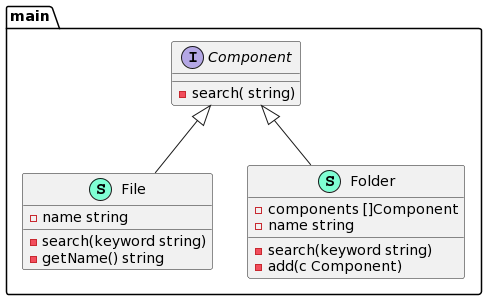 main
I Component
search( string)
S File
name string
search(keyword string)
getName() string
S Folder
components []Component
name string
search(keyword string)
add(c Component)